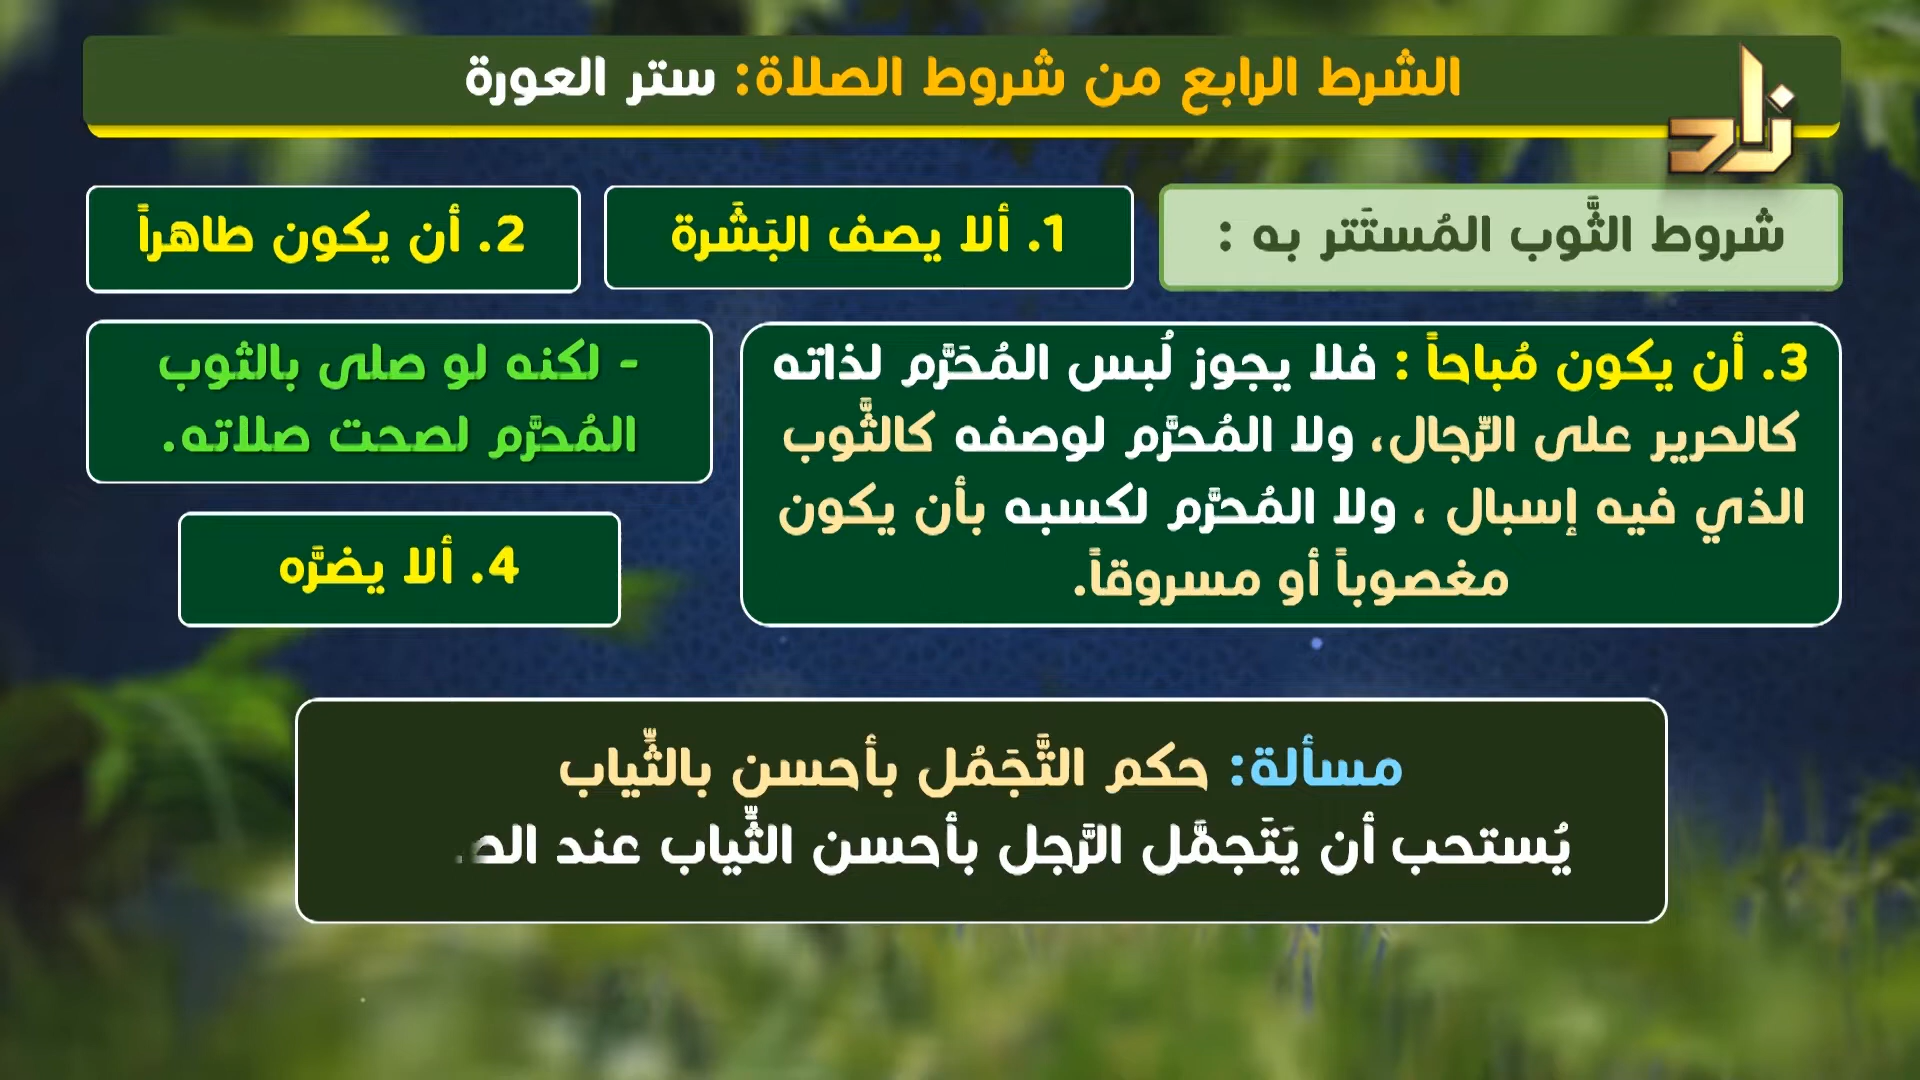 الشرط الرابع من شروط الصلاة: ستر العورة
زاد
شروط الثَّوب المُستَتر به :
1. ألا يصف البَشَرة
2. أن يكون طاهراً
3. أن يكون مُباحاً : فلا يجوز لُبس المُحَرَّم لذاته
كالحرير على الرِّجال، ولا المُحرَّم لوصفه كالثَّوب
الذي فيه إسبال ، ولا المُحرَّم لكسبه بأن يكون
مغصوباً أو مسروقاً.
- لكنه لو صلى بالثوب
المُحرَّم لصحت صلاته.
4. ألا يضرَّه
مسألة: حكم التَّجَمُل بأحسن بالثِّياب
يُستحب أن يَتَجمَّل الرَّجل بأحسن الثِّياب عند